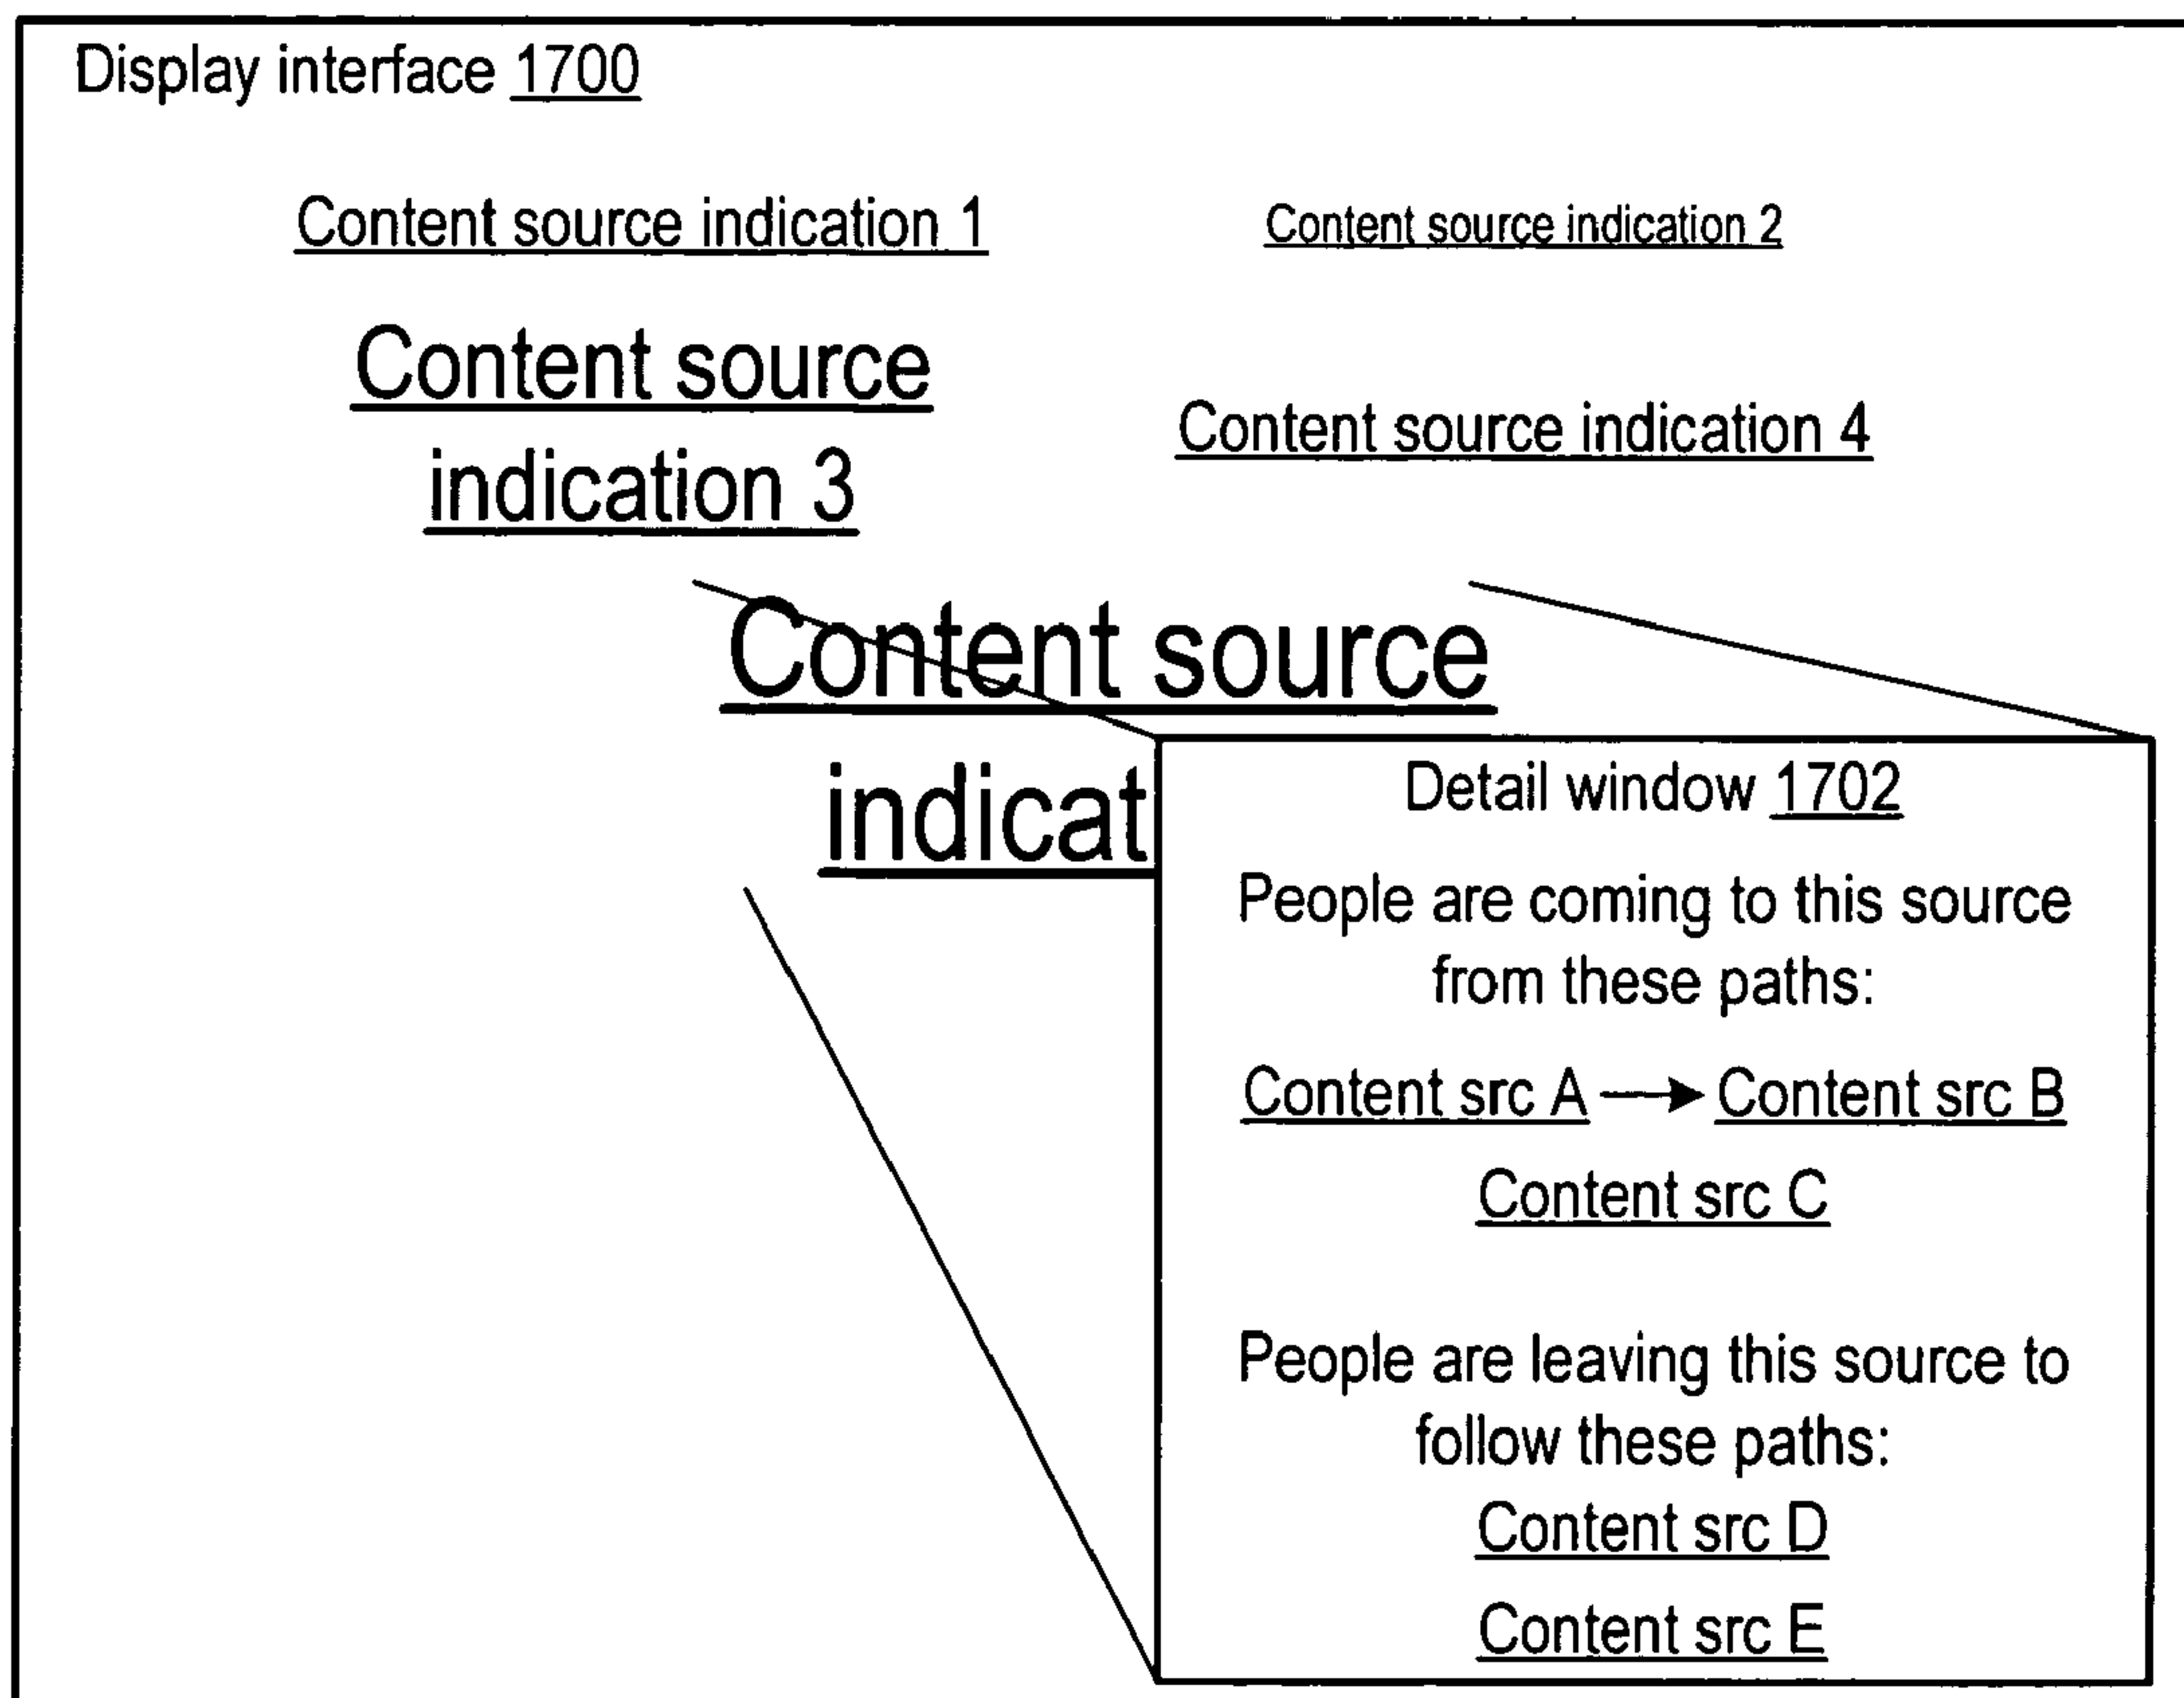 Display interface 1700
Content source indication 1
Content source indication 2
Content source
indication 3
Content source indication 4
Content source
indicat
Detail window 1702
People are coming to this source
from these paths:
Content src A → Content src B
Content src C
People are leaving this source to
follow these paths:
Content src D
Content src E